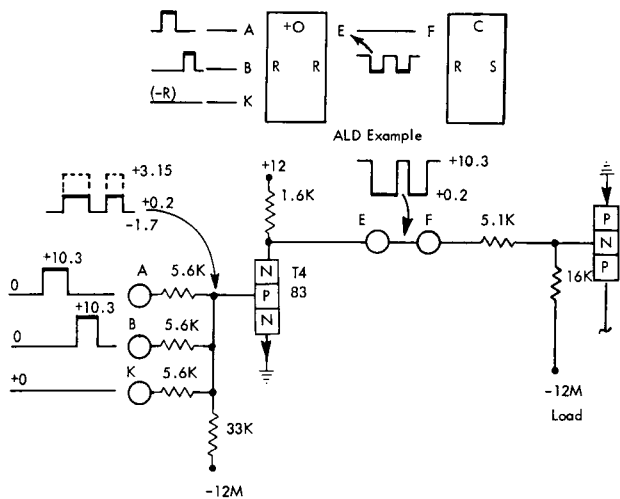 A
+O
E
F
C
B
R R
R S
(-R)
K
ALD Example
+3.15
+12
+10.3
+0.2
1.6K
+0.2
-1.7
E
F
5.1K
P
N
P
+10.3
A
5.6K
N
P
N
T4
83
16K
0
+10.3
B
5.6K
0
K
5.6K
+0
-12M
Load
33K
-12M